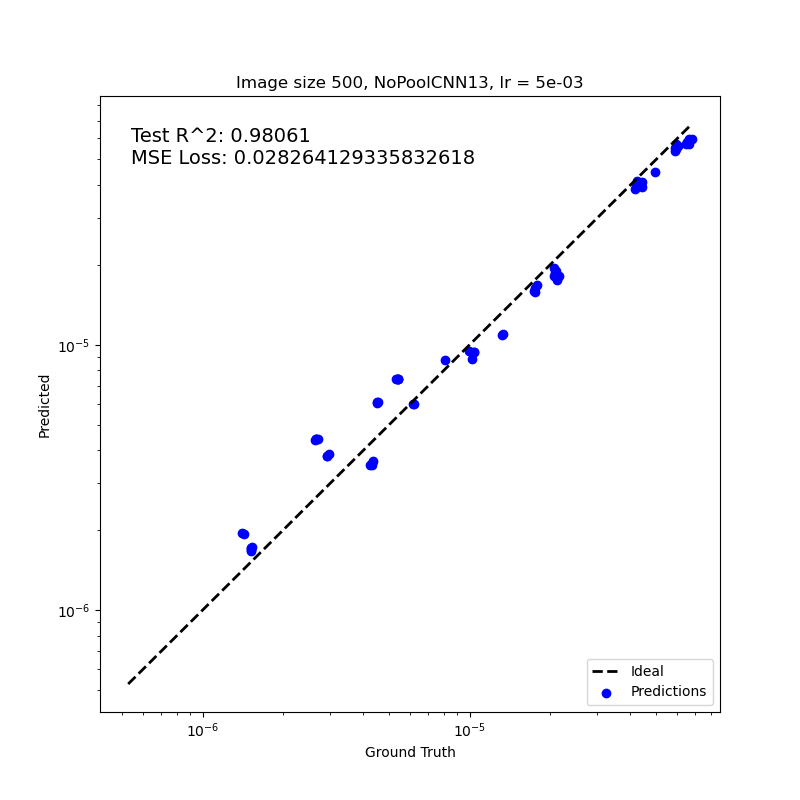 Image size 500, NoPoolCNN13, lr = 5e-03
Test R^2: 0.98061
MSE Loss: 0.028264129335832618
Predicted
10⁻⁵
10⁻⁶
Ideal
Predictions
10⁻⁶
10⁻⁵
Ground Truth